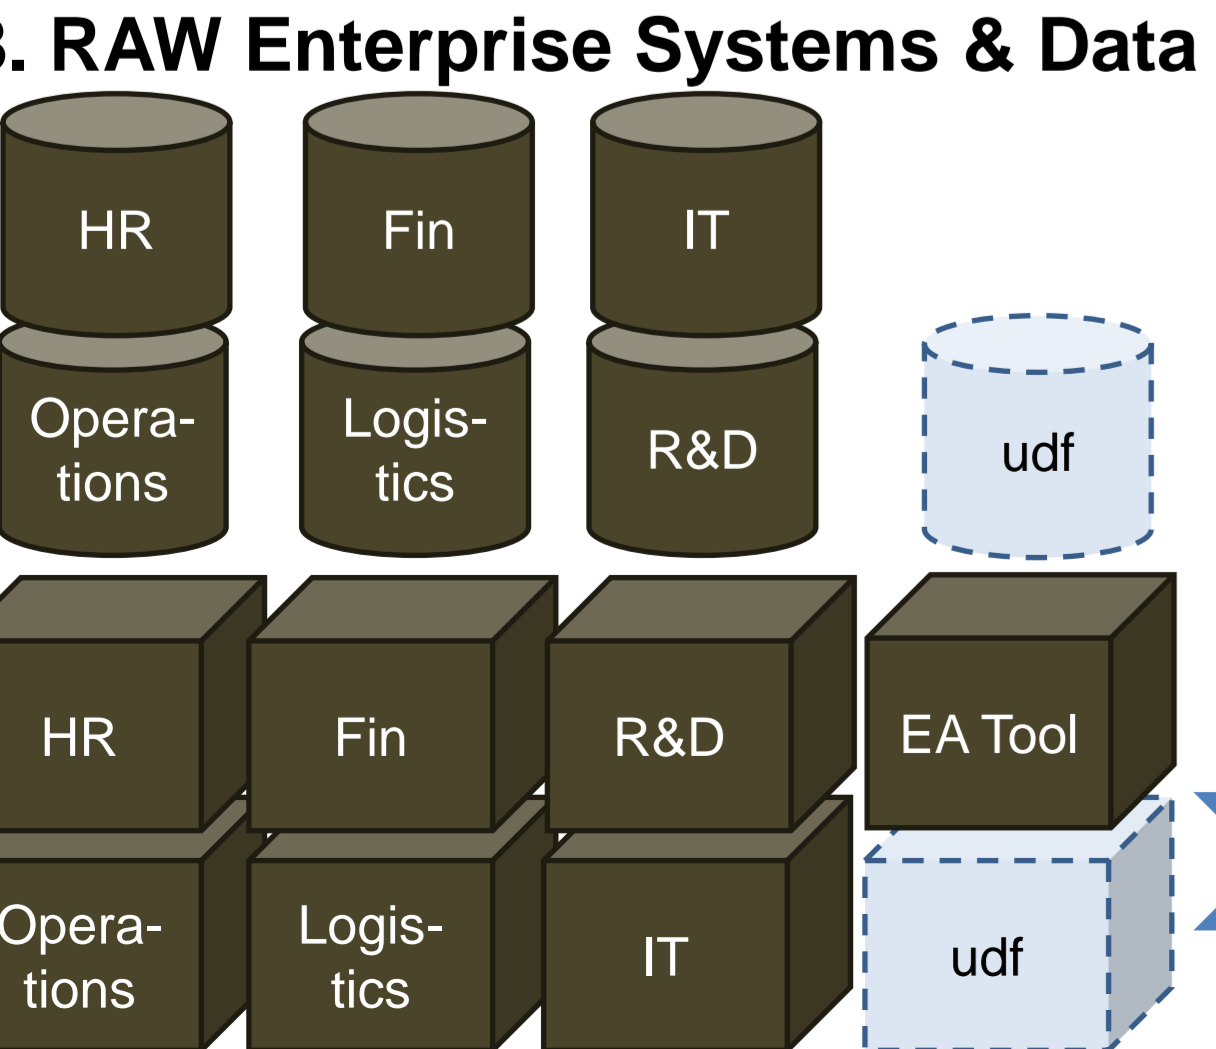 3. RAW Enterprise Systems & Data
HR
Fin
IT
Opera-
tions
Logis-
tics
R&D
udf
HR
Fin
R&D
EA Tool
Opera-
tions
Logis-
tics
IT
udf